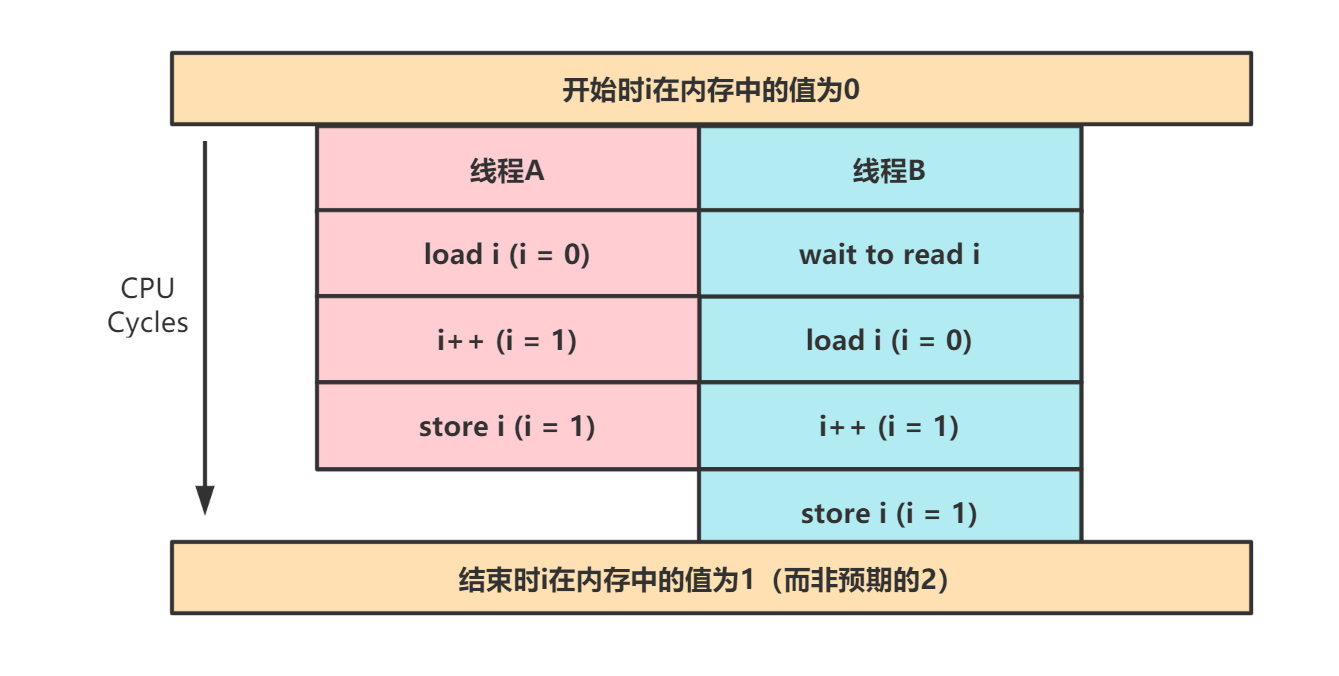 开始时i在内存中的值为0
线程A
线程B
load i (i = 0)
wait to read i
CPU
Cycles
i++ (i = 1)
load i (i = 0)
store i (i = 1)
i++ (i = 1)
store i (i = 1)
结束时i在内存中的值为1（而非预期的2）